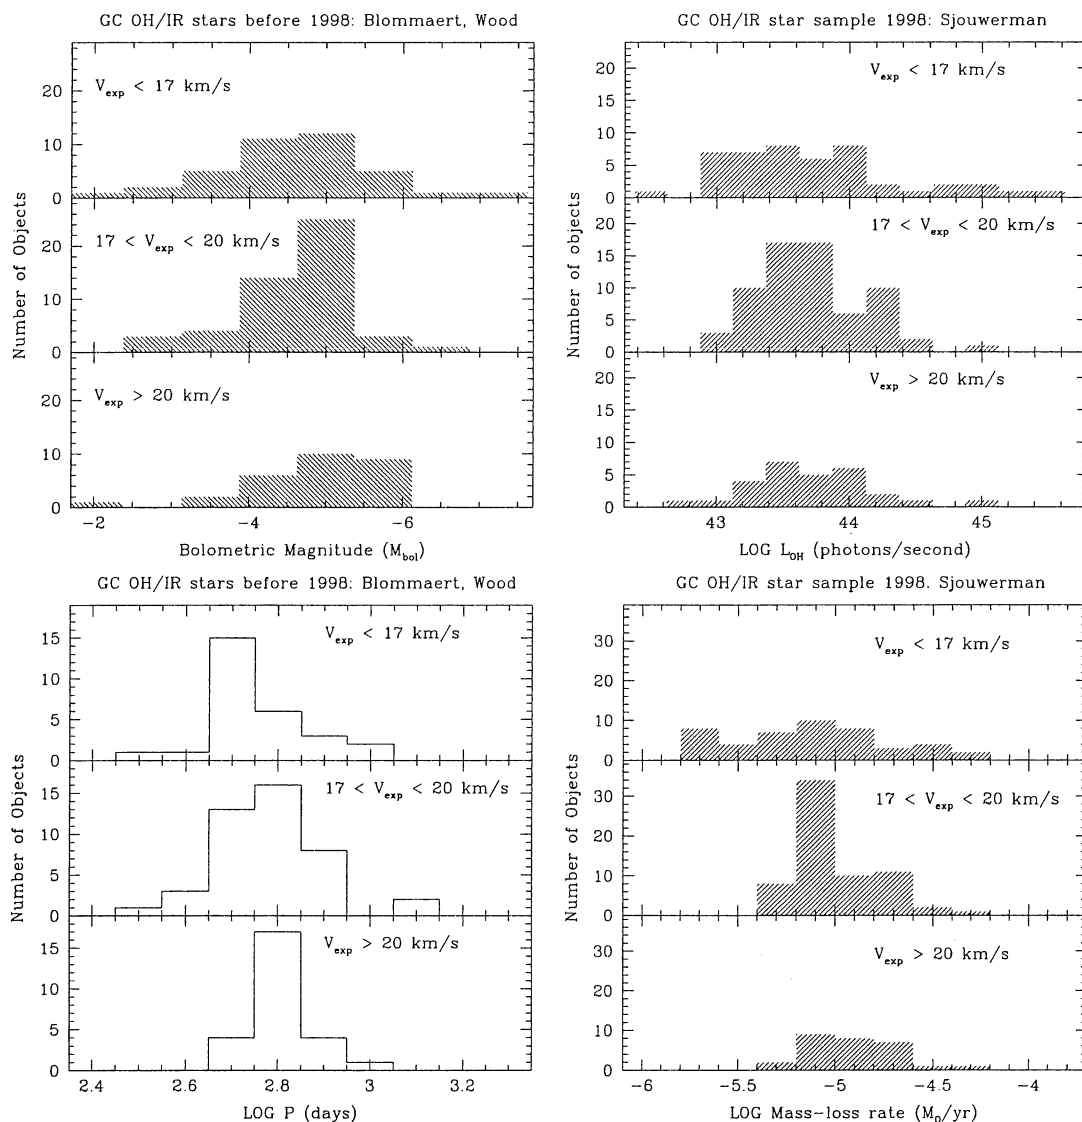 GC OH/IR stars before 1998: Blommaert, Wood
V_exp < 17 km/s
17 < V_exp < 20 km/s
V_exp > 20 km/s
Number of Objects
20
10
0
20
10
0
20
10
0
-2 -4 -6
Bolometric Magnitude (M_bol)
GC OH/IR star sample 1998: Sjouwerman
V_exp < 17 km/s
17 < V_exp < 20 km/s
V_exp > 20 km/s
Number of objects
20
15
10
5
0
20
15
10
5
0
20
15
10
5
0
43 44 45
LOG L_OH (photons/second)
GC OH/IR stars before 1998: Blommaert, Wood
V_exp < 17 km/s
17 < V_exp < 20 km/s
V_exp > 20 km/s
Number of Objects
15
10
5
0
15
10
5
0
15
10
5
0
2.4 2.6 2.8 3 3.2
LOG P (days)
GC OH/IR star sample 1998. Sjouwerman
V_exp < 17 km/s
17 < V_exp < 20 km/s
V_exp > 20 km/s
Number of Objects
30
20
10
0
30
20
10
0
30
20
10
0
-6 -5.5 -5 -4.5 -4
LOG Mass-loss rate (M_0/yr)